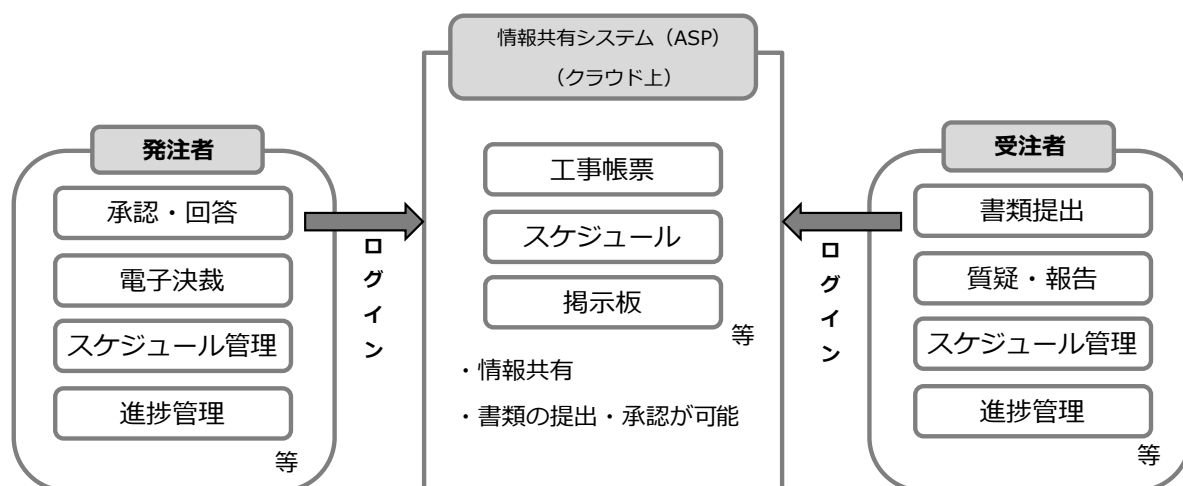 情報共有システム（ASP）
（クラウド上）
発注者
承認・回答
電子決裁
スケジュール管理
進捗管理
等
ログイン
工事帳票
スケジュール
掲示板
等
・情報共有
・書類の提出・承認が可能
ログイン
受注者
書類提出
質疑・報告
スケジュール管理
進捗管理
等